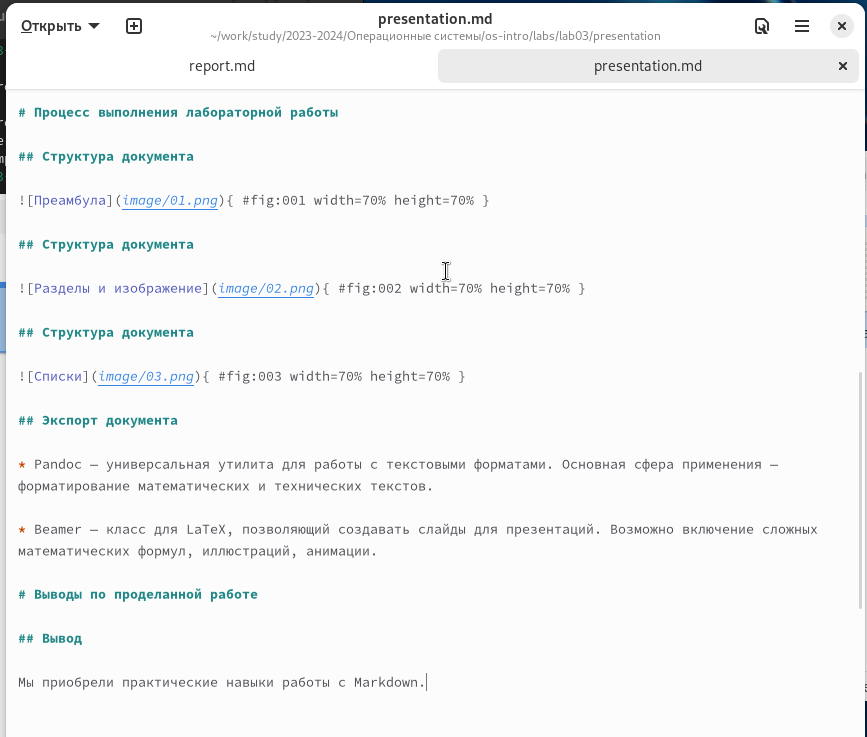 Открыть
presentation.md
~/work/study/2023-2024/Операционные системы/os-intro/labs/lab03/presentation
report.md
presentation.md
# Процесс выполнения лабораторной работы
## Структура документа
![Преамбула](image/01.png){ #fig:001 width=70% height=70% }
## Структура документа
![Разделы и изображение](image/02.png){ #fig:002 width=70% height=70% }
## Структура документа
![Списки](image/03.png){ #fig:003 width=70% height=70% }
## Экспорт документа
* Pandoc — универсальная утилита для работы с текстовыми форматами. Основная сфера применения —
форматирование математических и технических текстов.
* Beamer — класс для LaTeX, позволяющий создавать слайды для презентаций. Возможно включение сложных
математических формул, иллюстраций, анимации.
# Выводы по проделанной работе
## Вывод
Мы приобрели практические навыки работы с Markdown.